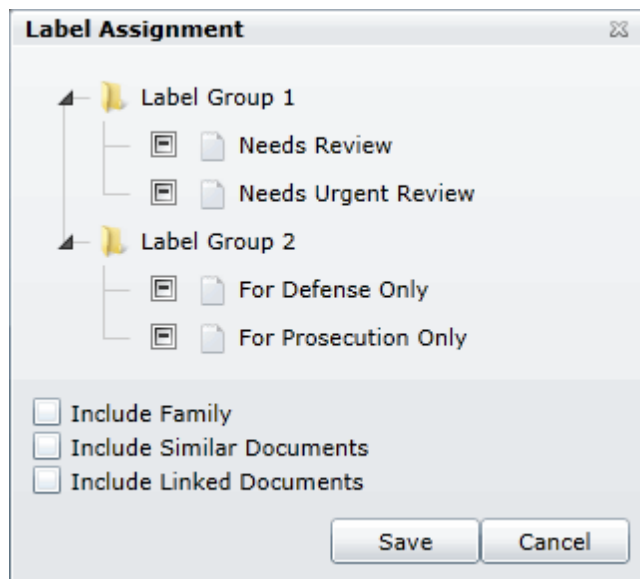 Label Assignment
Label Group 1
Needs Review
Needs Urgent Review
Label Group 2
For Defense Only
For Prosecution Only
Include Family
Include Similar Documents
Include Linked Documents
Save Cancel